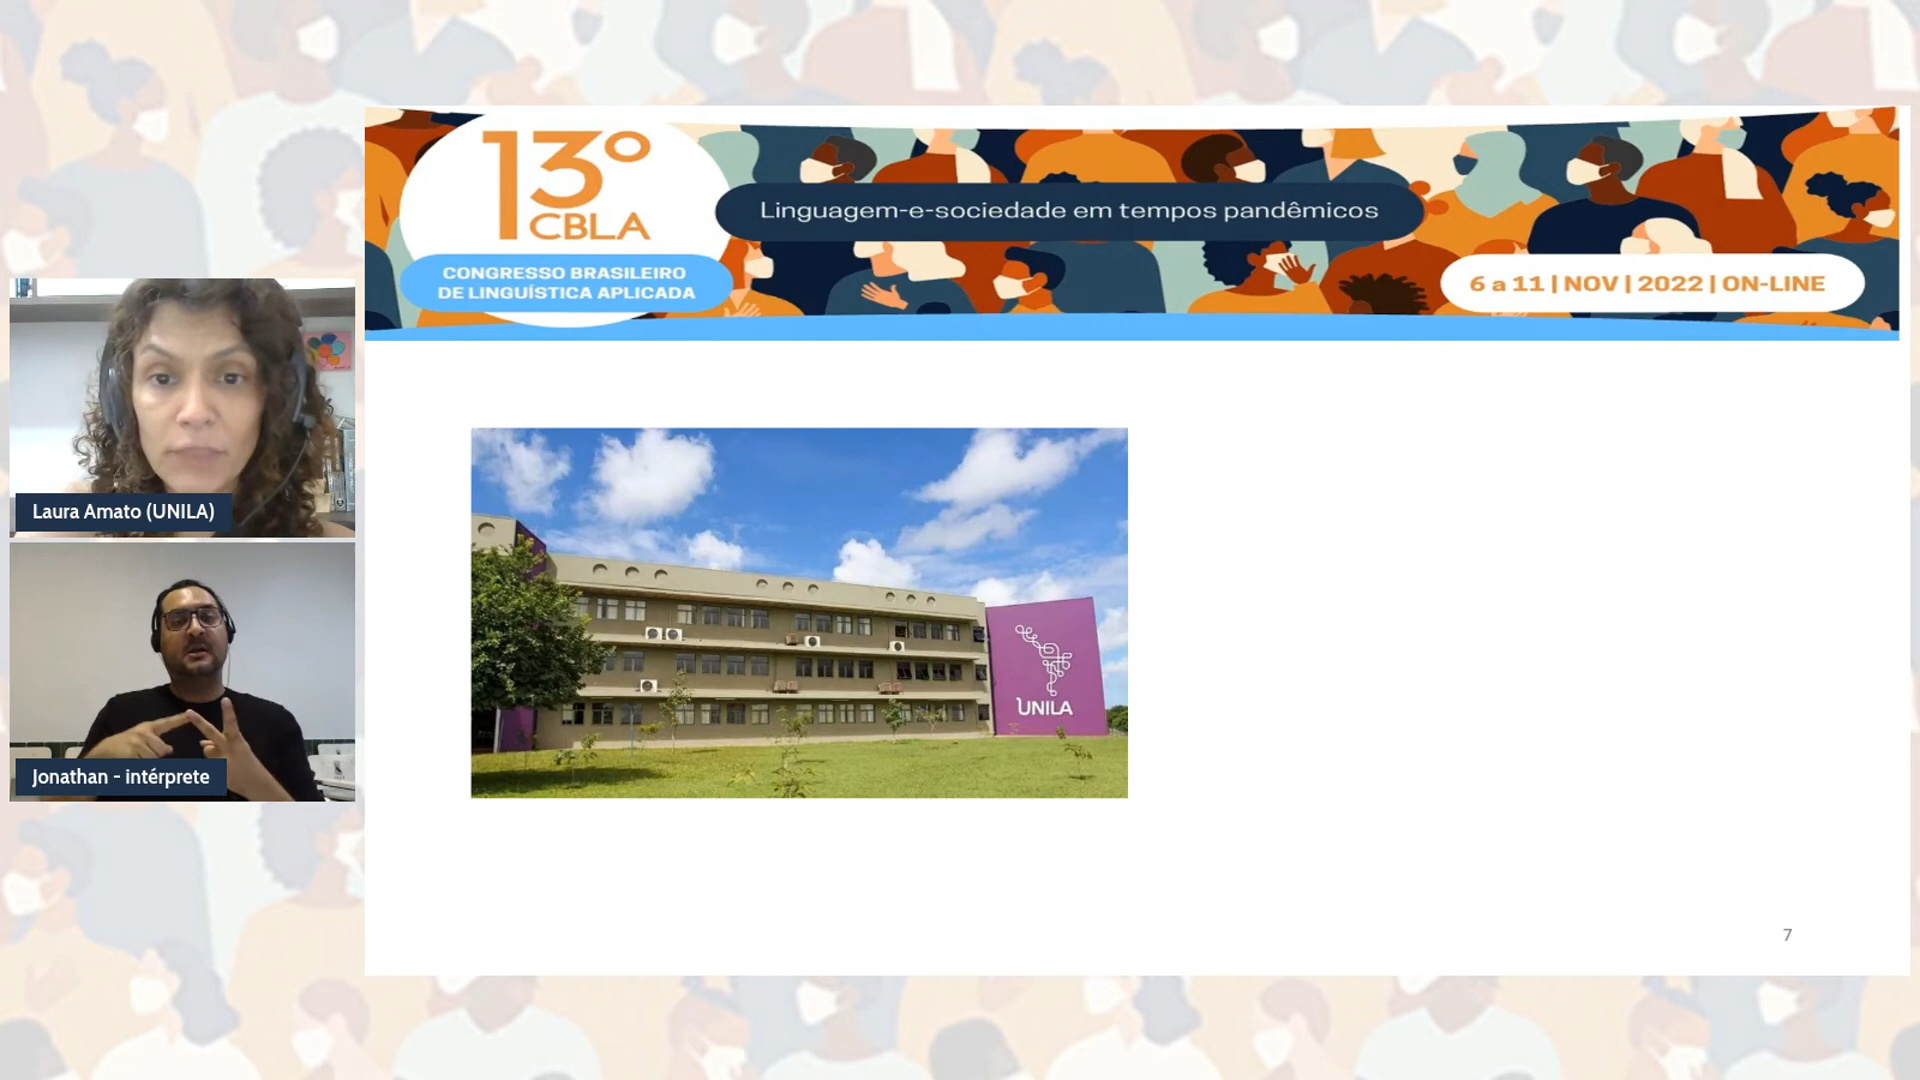 13º
CBLA
CONGRESSO BRASILEIRO
DE LINGUÍSTICA APLICADA
Linguagem-e-sociedade em tempos pandêmicos
6 a 11 | NOV | 2022 | ON-LINE
Laura Amato (UNILA)
Jonathan - intérprete
UNILA
7